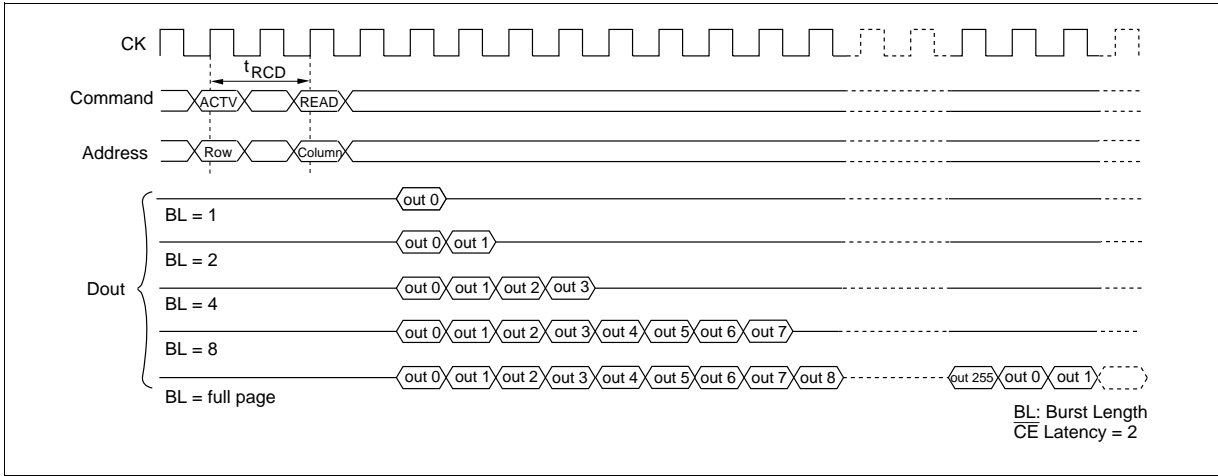 CK
t RCD
Command ACTV READ
Address Row Column
out 0
BL = 1
out 0 out 1
BL = 2
Dout
out 0 out 1 out 2 out 3
BL = 4
out 0 out 1 out 2 out 3 out 4 out 5 out 6 out 7
BL = 8
out 0 out 1 out 2 out 3 out 4 out 5 out 6 out 7 out 8 out 255 out 0 out 1
BL = full page
BL: Burst Length
CE Latency = 2